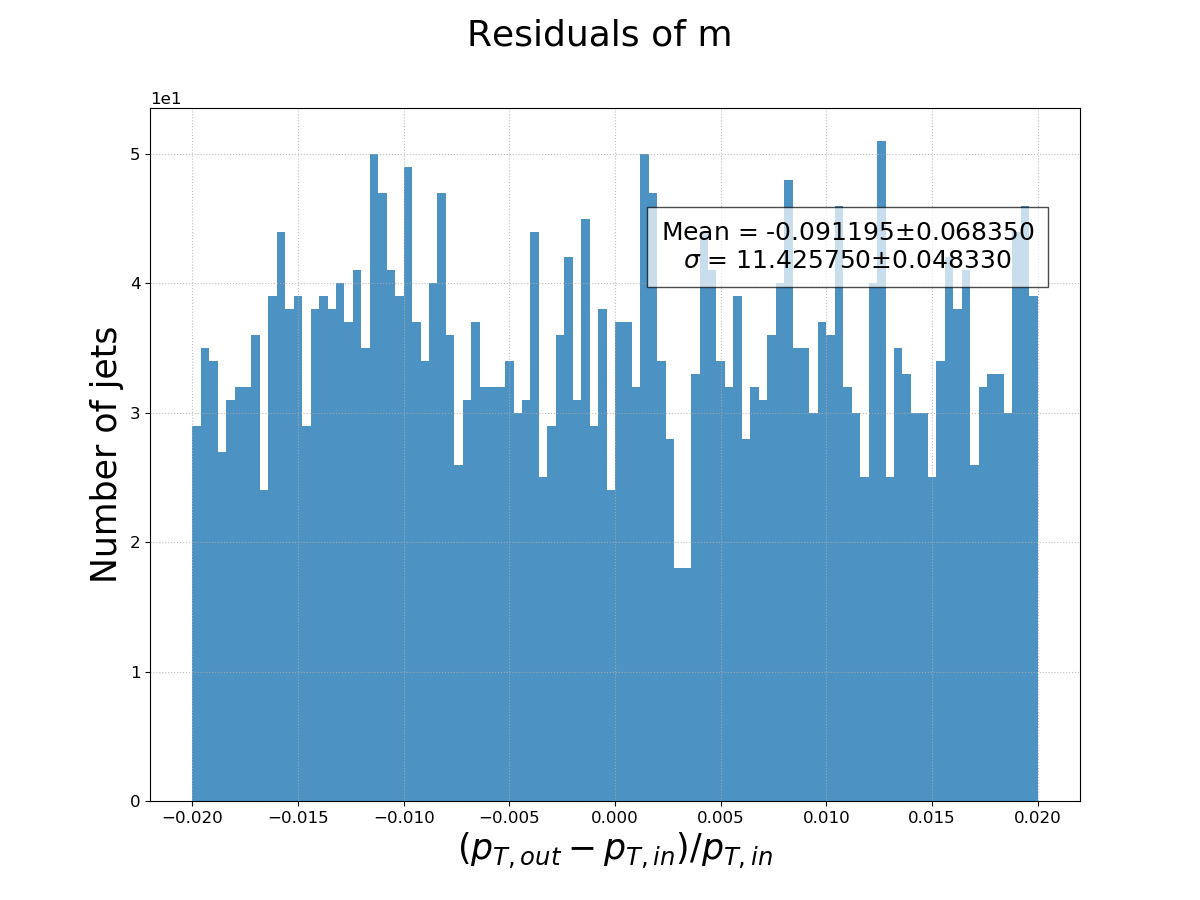 Residuals of m
1e1
5
4
3
2
1
0
Number of jets
Mean = -0.091195±0.068350
σ = 11.425750±0.048330
−0.020 −0.015 −0.010 −0.005 0.000 0.005 0.010 0.015 0.020
(p_{T,out} − p_{T,in})/p_{T,in}